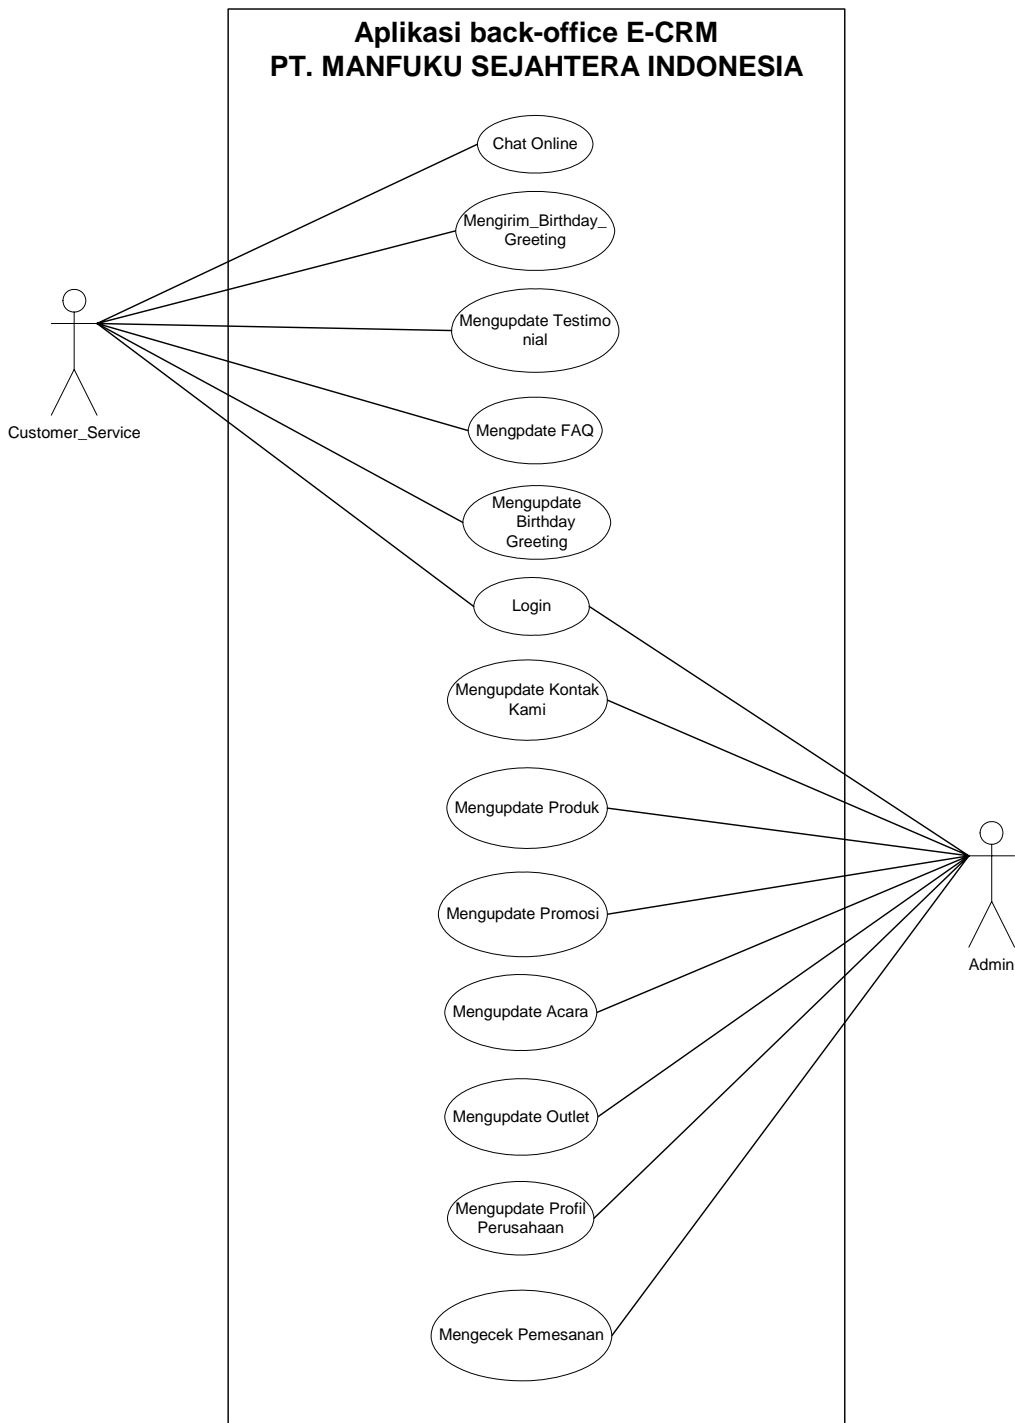 Aplikasi back-office E-CRM
PT. MANFUKU SEJAHTERA INDONESIA
Chat Online
Mengirim_Birthday_
Greeting
Mengupdate Testimo
nial
Customer_Service
Mengpdate FAQ
Mengupdate
Birthday
Greeting
Login
Mengupdate Kontak
Kami
Mengupdate Produk
Mengupdate Promosi
Admin
Mengupdate Acara
Mengupdate Outlet
Mengupdate Profil
Perusahaan
Mengecek Pemesanan